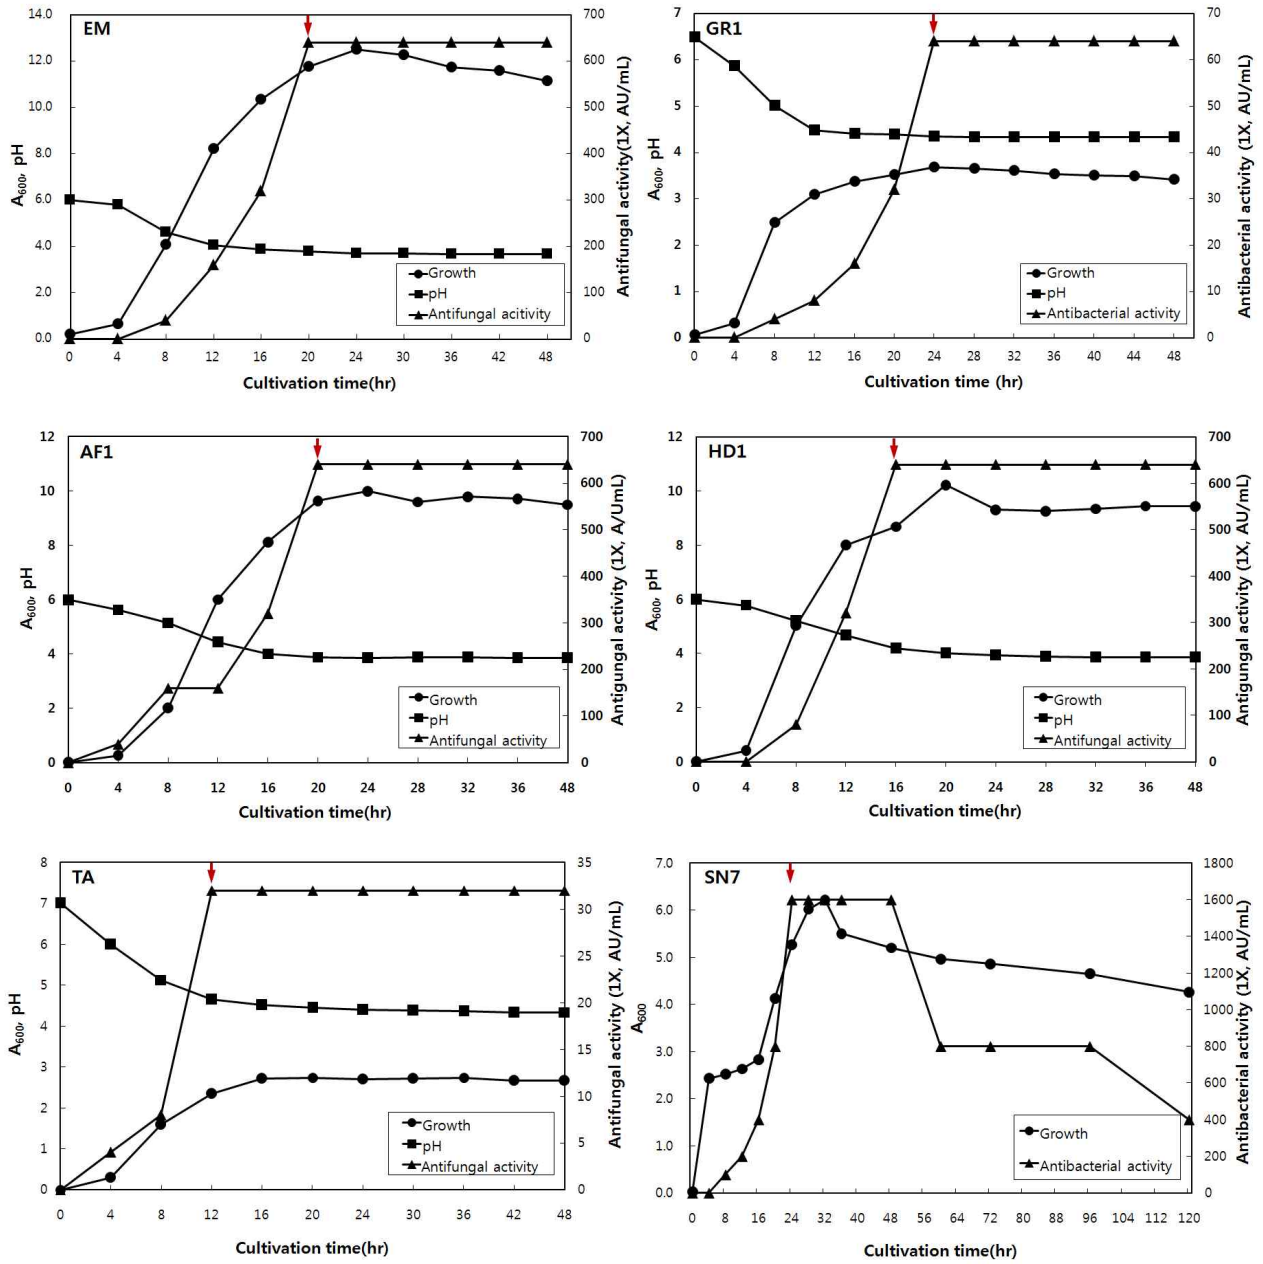 EM
14.0
12.0
10.0
8.0
6.0
4.0
2.0
0.0
A600, pH
700
600
500
400
300
200
100
0
Antifungal activity(1X, AU/mL)
Growth
pH
Antifungal acitivity
0 4 8 12 16 20 24 30 36 42 48
Cultivation time(hr)
GR1
7
6
5
4
3
2
1
0
A600, pH
70
60
50
40
30
20
10
0
Antibacterial activity (1X, AU/mL)
Growth
pH
Antibacterial activity
0 4 8 12 16 20 24 28 32 36 40 44 48
Cultivation time (hr)
AF1
12
10
8
6
4
2
0
A600, pH
700
600
500
400
300
200
100
0
Antigungal activity (1X, A/UmL)
Growth
pH
Antifungal activity
0 4 8 12 16 20 24 28 32 36 48
Cultivation time(hr)
HD1
12
10
8
6
4
2
0
A600, pH
700
600
500
400
300
200
100
0
Antigungal activity (1X, AU/mL)
Growth
pH
Antifungal activity
0 4 8 12 16 20 24 28 32 36 48
Cultivation time(hr)
TA
8
7
6
5
4
3
2
1
0
A600, pH
35
30
25
20
15
10
5
0
Antifungal activity (1X, AU/mL)
Growth
pH
Antifungal activity
0 4 8 12 16 20 24 30 36 42 48
Cultivation time(hr)
SN7
7.0
6.0
5.0
4.0
3.0
2.0
1.0
0.0
A600
1800
1600
1400
1200
1000
800
600
400
200
0
Antibacterial activity (1X, AU/mL)
Growth
Antibacterial activity
0 8 16 24 32 40 48 56 64 72 80 88 96 104 112 120
Cultivation time(hr)